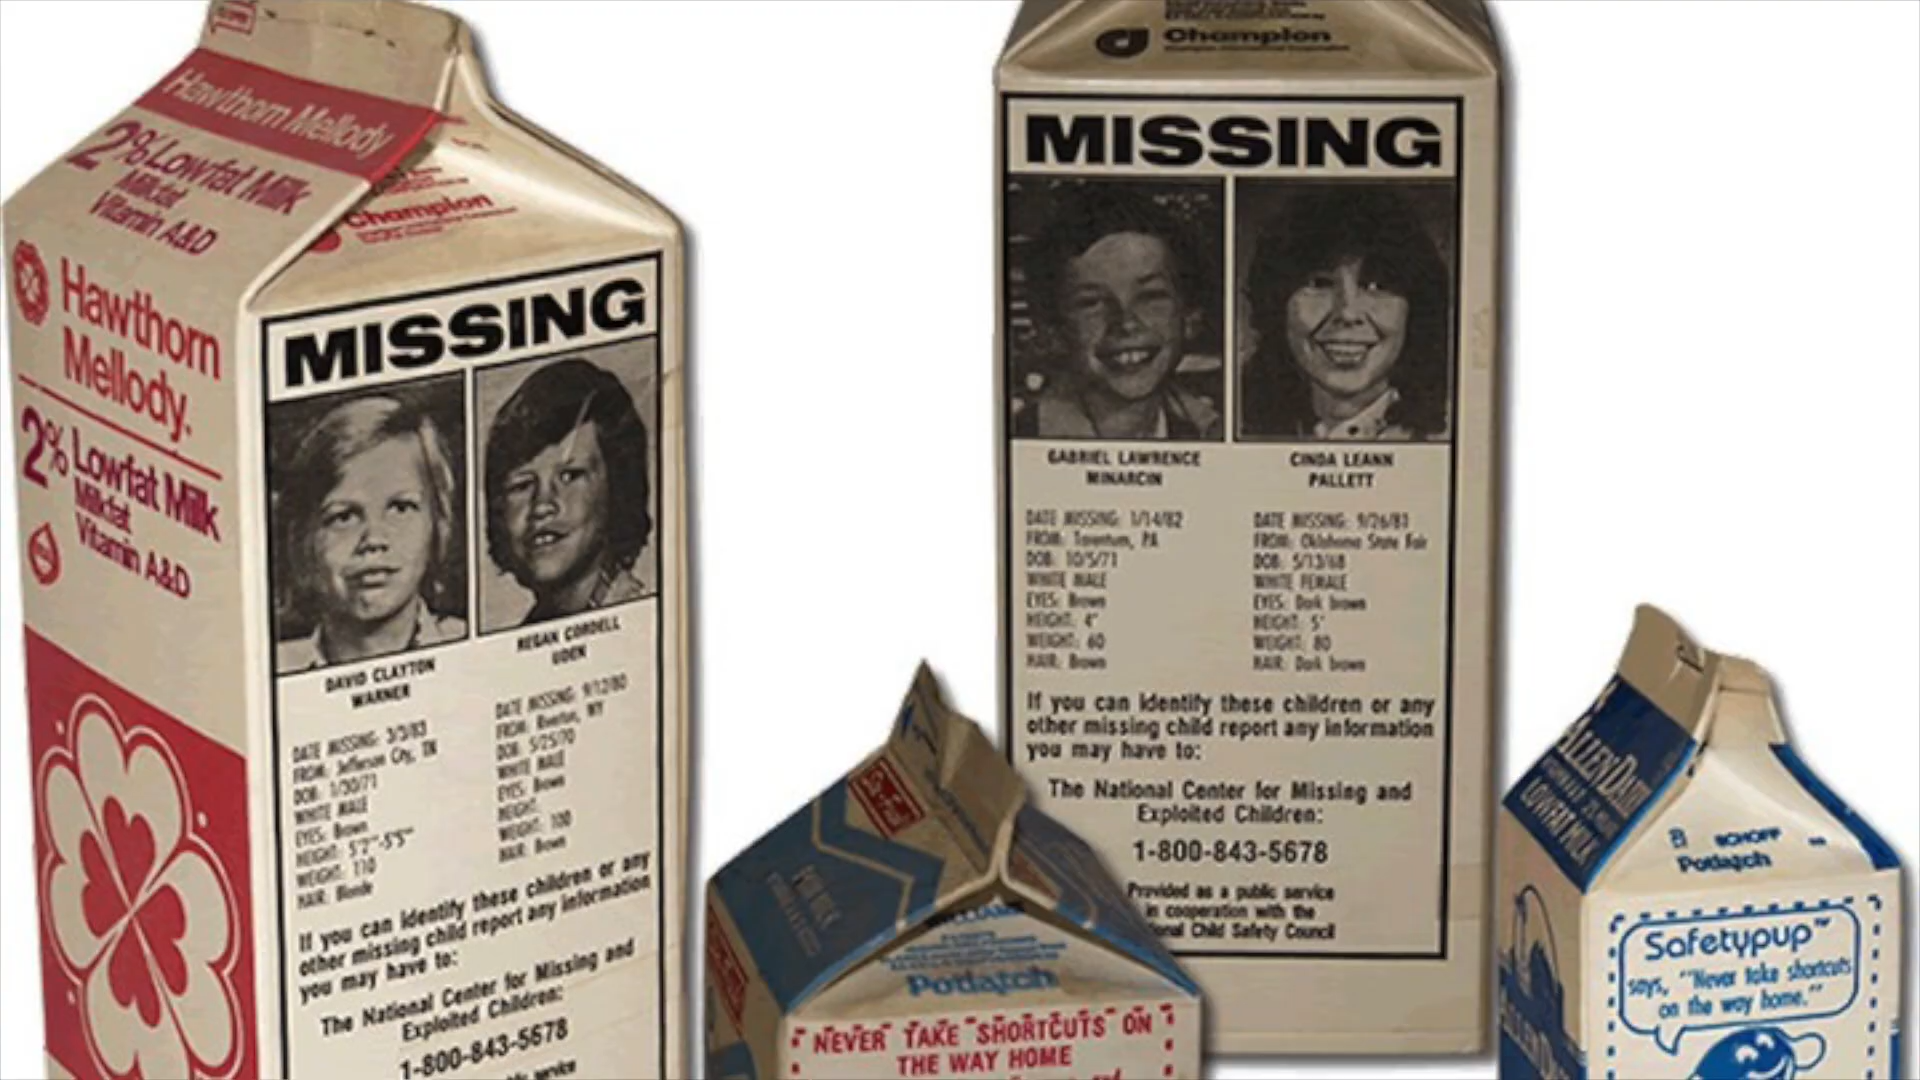 Hawthorn Mellody
2% Lowfat Milk
Milkfat
Vitamin A&D
Champion
Hawthorn
Mellody.
2% Lowfat Milk
Milkfat
Vitamin A&D
MISSING
DAVID CLAYTON
WARNER
DATE MISSING: 3/3/83
FROM: Jefferson City, TN
DOB: 1/30/71
WHITE MALE
EYES: Brown
HEIGHT: 5'2"-5'5"
WEIGHT: 110
HAIR: Blonde
REGAN CORDELL
UDEN
DATE MISSING: 9/12/80
FROM: Riverton, WY
DOB: 5/25/70
WHITE MALE
EYES: Brown
HEIGHT:
WEIGHT: 100
HAIR: Brown
If you can identify these children or any
other missing child report any information
you may have to:
The National Center for Missing and
Exploited Children:
1-800-843-5678
service
Champion
MISSING
GABRIEL LAWRENCE
MINARCIN
DATE MISSING: 1/14/82
FROM: Tarentum, PA
DOB: 10/5/71
WHITE MALE
EYES: Brown
HEIGHT: 4"
WEIGHT: 60
HAIR: Brown
CINDA LEANN
PALLETT
DATE MISSING: 9/26/81
FROM: Oklahoma State Fair
DOB: 5/13/68
WHITE FEMALE
EYES: Dark brown
HEIGHT: 5'
WEIGHT: 80
HAIR: Dark brown
If you can identify these children or any
other missing child report any information
you may have to:
The National Center for Missing and
Exploited Children:
1-800-843-5678
Provided as a public service
in cooperation with the
ional Child Safety Council
Potlatch
NEVER TAKE SHORTCUTS ON
THE WAY HOME
LOWFAT MILK
Potlatch
Safetypup™
says, "Never take shortcuts
on the way home."